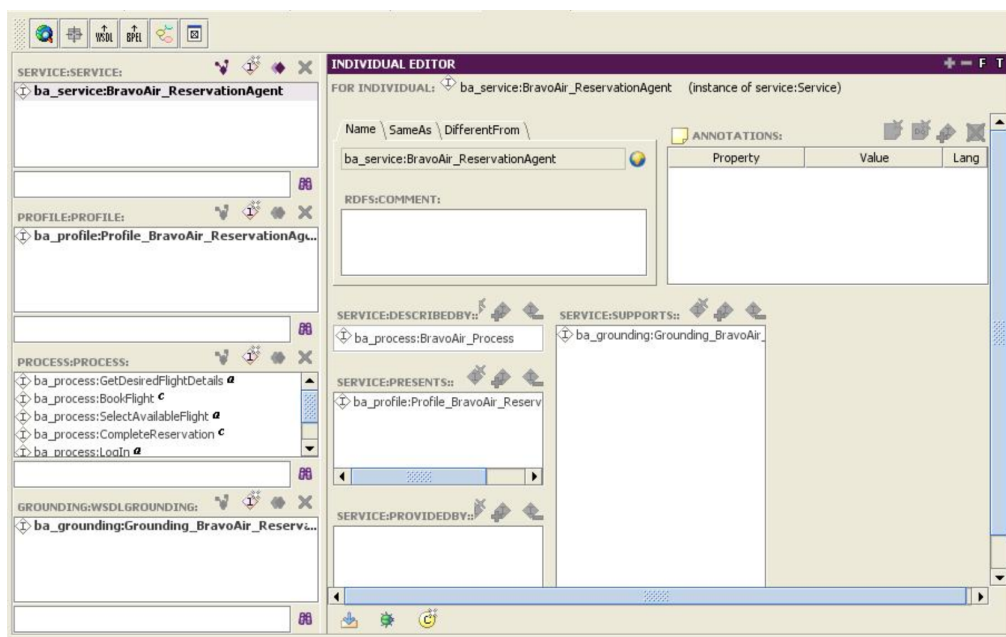 WSDL BPEL
SERVICE:SERVICE:
ba_service:BravoAir_ReservationAgent
PROFILE:PROFILE:
ba_profile:Profile_BravoAir_ReservationAge...
PROCESS:PROCESS:
ba_process:GetDesiredFlightDetails a
ba_process:BookFlight c
ba_process:SelectAvailableFlight a
ba_process:CompleteReservation c
ba_process:LogIn a
GROUNDING:WSDLGROUNDING:
ba_grounding:Grounding_BravoAir_Reserva...
INDIVIDUAL EDITOR F T
FOR INDIVIDUAL: ba_service:BravoAir_ReservationAgent (instance of service:Service)
Name SameAs DifferentFrom
ba_service:BravoAir_ReservationAgent
RDFS:COMMENT:
ANNOTATIONS:
Property Value Lang
SERVICE:DESCRIBEDBY::
ba_process:BravoAir_Process
SERVICE:PRESENTS::
ba_profile:Profile_BravoAir_Reserv
SERVICE:PROVIDEDBY::
SERVICE:SUPPORTS::
ba_grounding:Grounding_BravoAir_